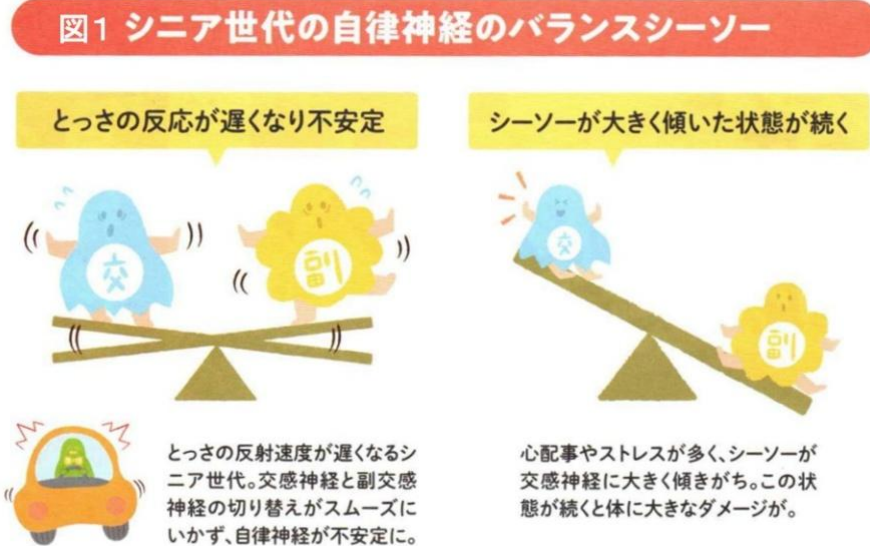 図1 シニア世代の自律神経のバランスシーソー
とっさの反応が遅くなり不安定
交
副
とっさの反射速度が遅くなるシ
ニア世代。交感神経と副交感
神経の切り替えがスムーズに
いかず、自律神経が不安定に。
シーソーが大きく傾いた状態が続く
交
副
心配事やストレスが多く、シーソーが
交感神経に大きく傾きがち。この状
態が続くと体に大きなダメージが。